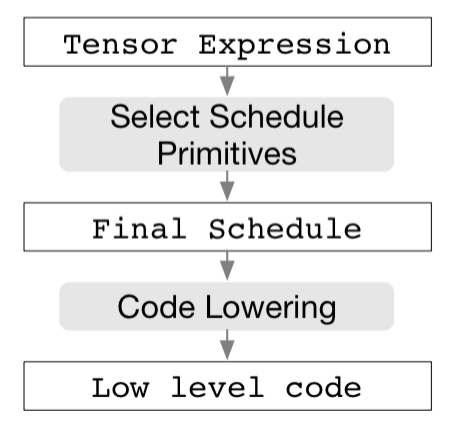 Tensor Expression
Select Schedule
Primitives
Final Schedule
Code Lowering
Low level code